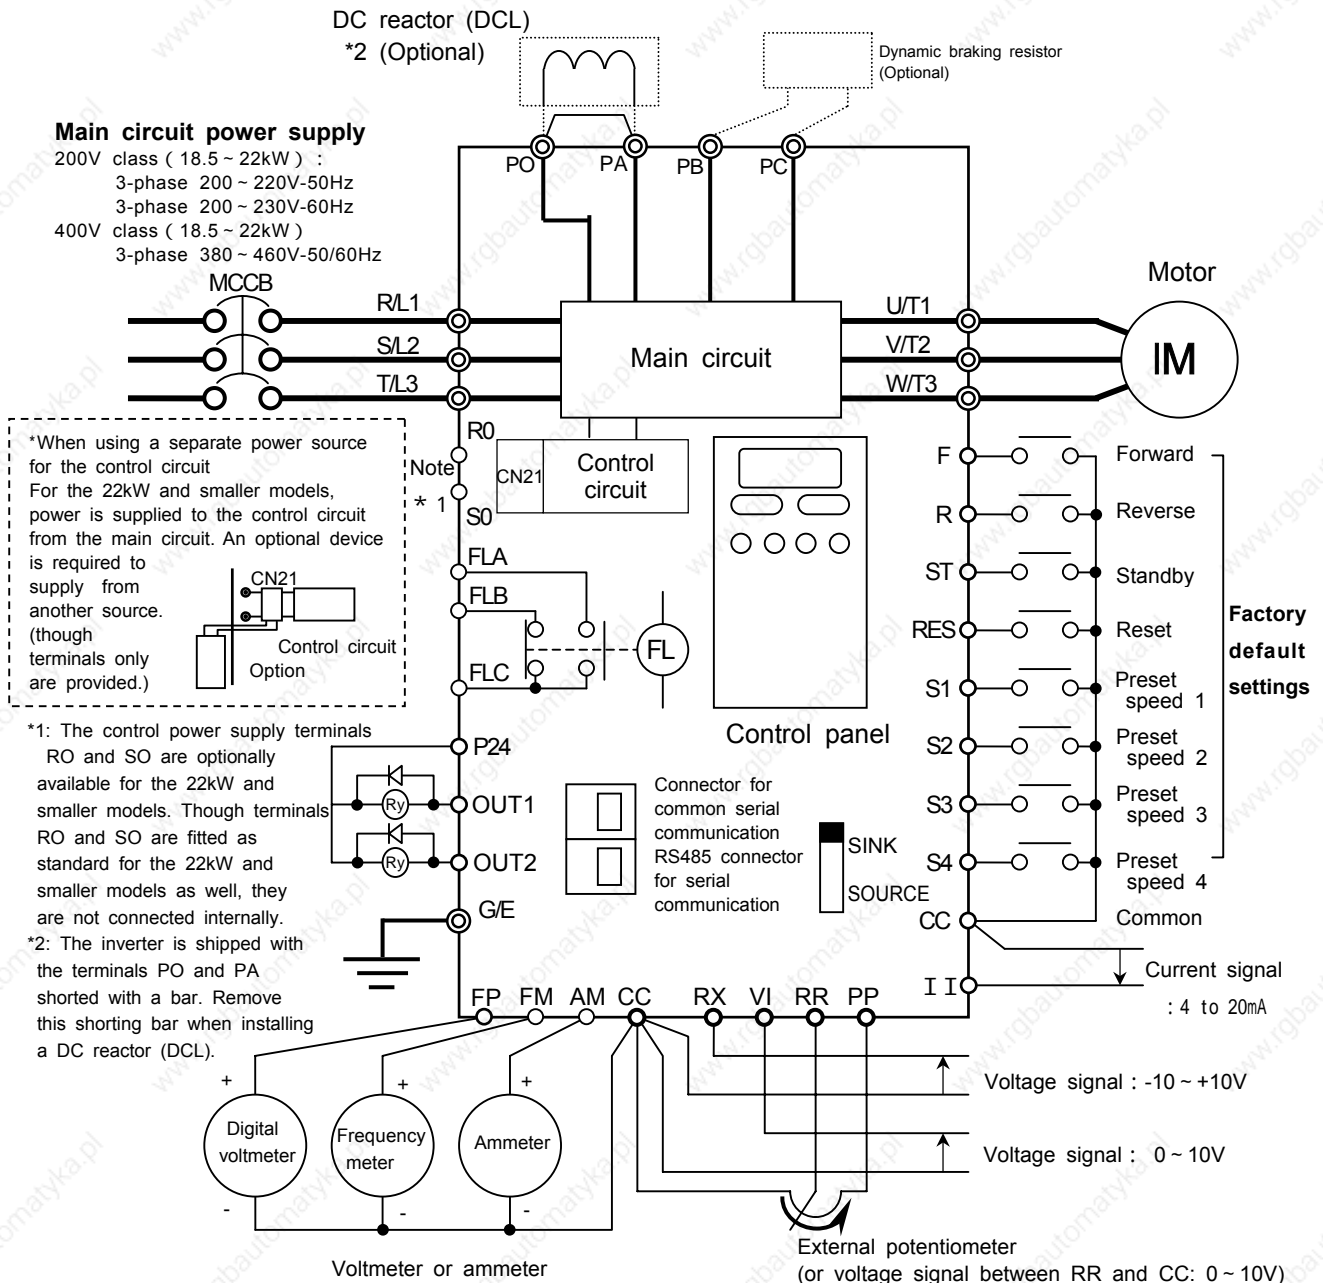 DC reactor (DCL)
*2 (Optional)
Dynamic braking resistor
(Optional)
Main circuit power supply
200V class ( 18.5 ~ 22kW ) :
3-phase 200 ~ 220V-50Hz
3-phase 200 ~ 230V-60Hz
400V class ( 18.5 ~ 22kW )
3-phase 380 ~ 460V-50/60Hz
PO PA PB PC
MCCB
R/L1
S/L2
T/L3
Main circuit
U/T1
V/T2
W/T3
Motor
IM
*When using a separate power source
for the control circuit
For the 22kW and smaller models,
power is supplied to the control circuit
from the main circuit. An optional device
is required to
supply from
another source.
(though
terminals only
are provided.)
CN21
Control circuit
Option
Note
* 1
R0
S0
CN21
Control
circuit
FLA
FLB
FLC
FL
Control panel
F
R
ST
RES
S1
S2
S3
S4
CC
II
Forward
Reverse
Standby
Reset
Preset
speed 1
Preset
speed 2
Preset
speed 3
Preset
speed 4
Common
Factory
default
settings
Current signal
: 4 to 20mA
*1: The control power supply terminals
RO and SO are optionally
available for the 22kW and
smaller models. Though terminals
RO and SO are fitted as
standard for the 22kW and
smaller models as well, they
are not connected internally.
*2: The inverter is shipped with
the terminals PO and PA
shorted with a bar. Remove
this shorting bar when installing
a DC reactor (DCL).
P24
Ry
OUT1
Ry
OUT2
G/E
Connector for
common serial
communication
RS485 connector
for serial
communication
SINK
SOURCE
FP FM AM CC RX VI RR PP
+
+
+
Digital
voltmeter
Frequency
meter
Ammeter
-
-
-
Voltmeter or ammeter
Voltage signal : -10 ~ +10V
Voltage signal : 0 ~ 10V
External potentiometer
(or voltage signal between RR and CC: 0 ~ 10V)
www.rgbautomatyka.pl